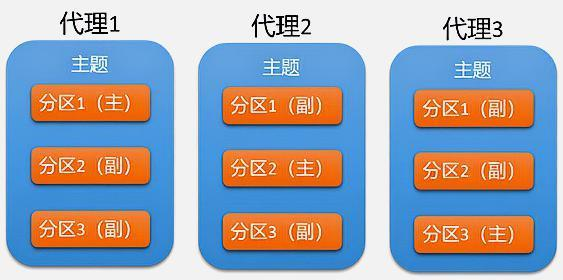 代理1
代理2
代理3
主题
分区1（主）
分区2（副）
分区3（副）
主题
分区1（副）
分区2（主）
分区3（副）
主题
分区1（副）
分区2（副）
分区3（主）